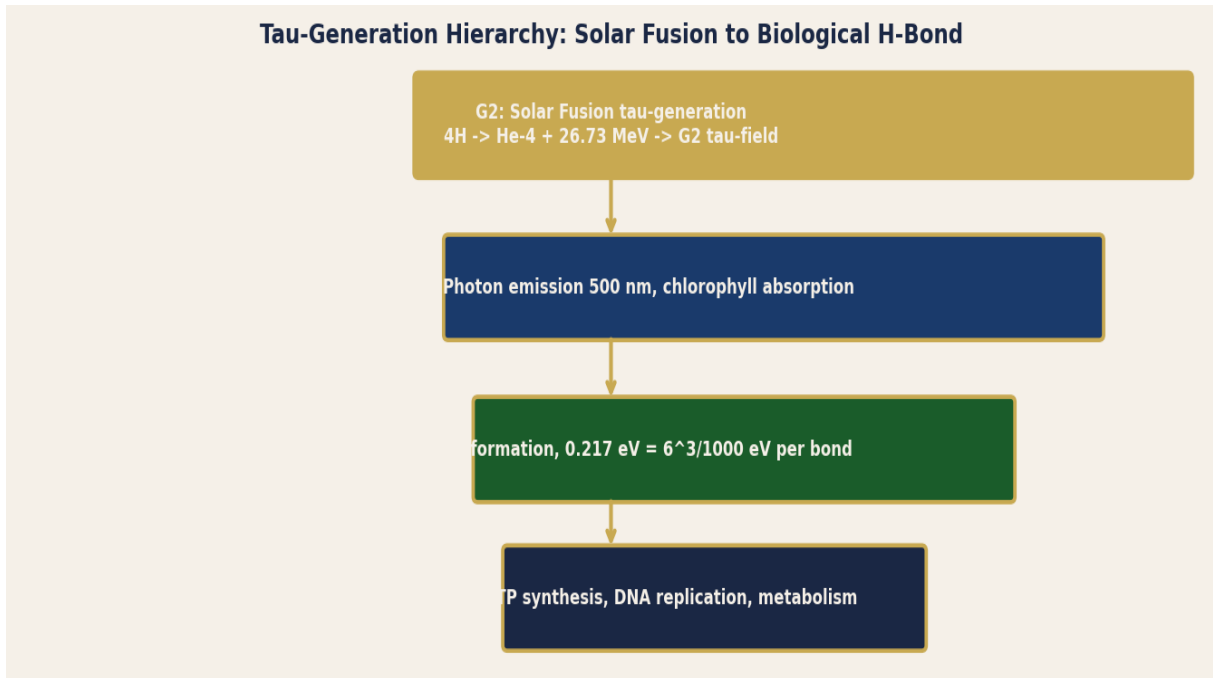 Tau-Generation Hierarchy: Solar Fusion to Biological H-Bond
G2: Solar Fusion tau-generation
4H -> He-4 + 26.73 MeV -> G2 tau-field
Photon emission 500 nm, chlorophyll absorption
formation, 0.217 eV = 6^3/1000 eV per bond
TP synthesis, DNA replication, metabolism